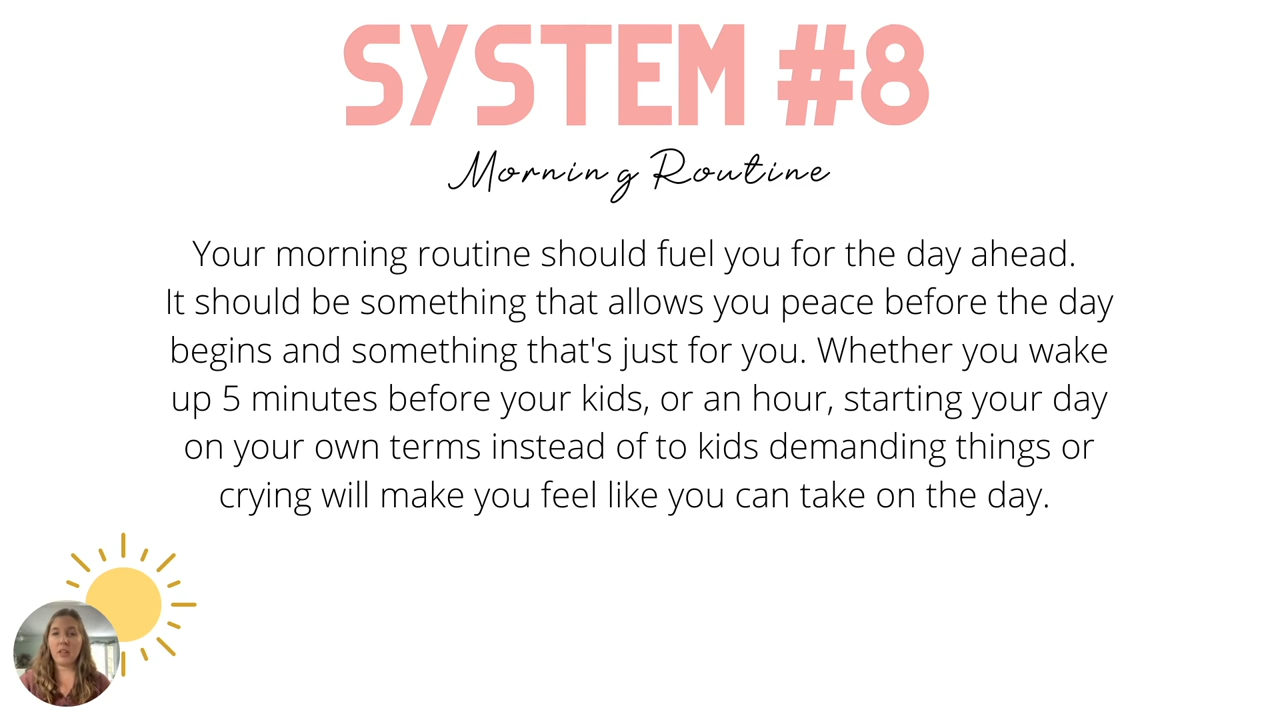 SYSTEM #8
Morning Routine
Your morning routine should fuel you for the day ahead.
It should be something that allows you peace before the day
begins and something that's just for you. Whether you wake
up 5 minutes before your kids, or an hour, starting your day
on your own terms instead of to kids demanding things or
crying will make you feel like you can take on the day.